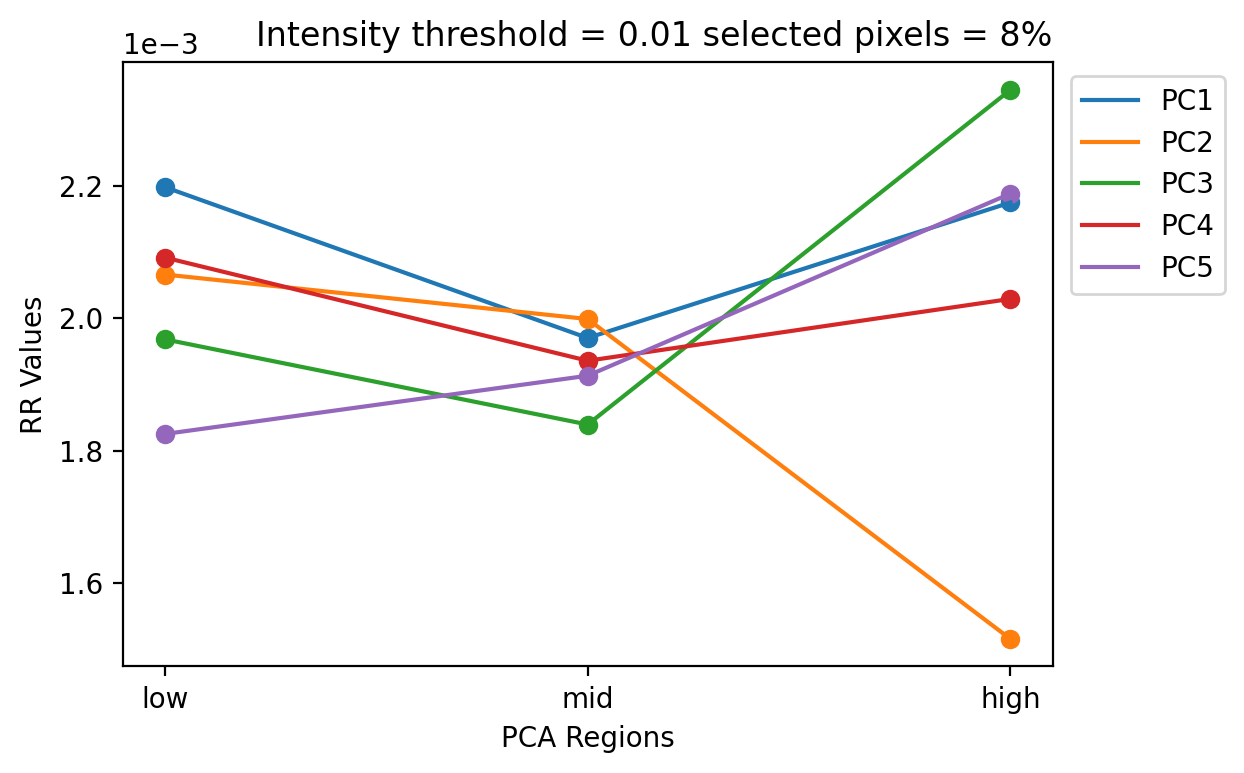 Intensity threshold = 0.01 selected pixels = 8%
1e−3
2.2
2.0
1.8
1.6
RR Values
low
mid
high
PCA Regions
PC1
PC2
PC3
PC4
PC5